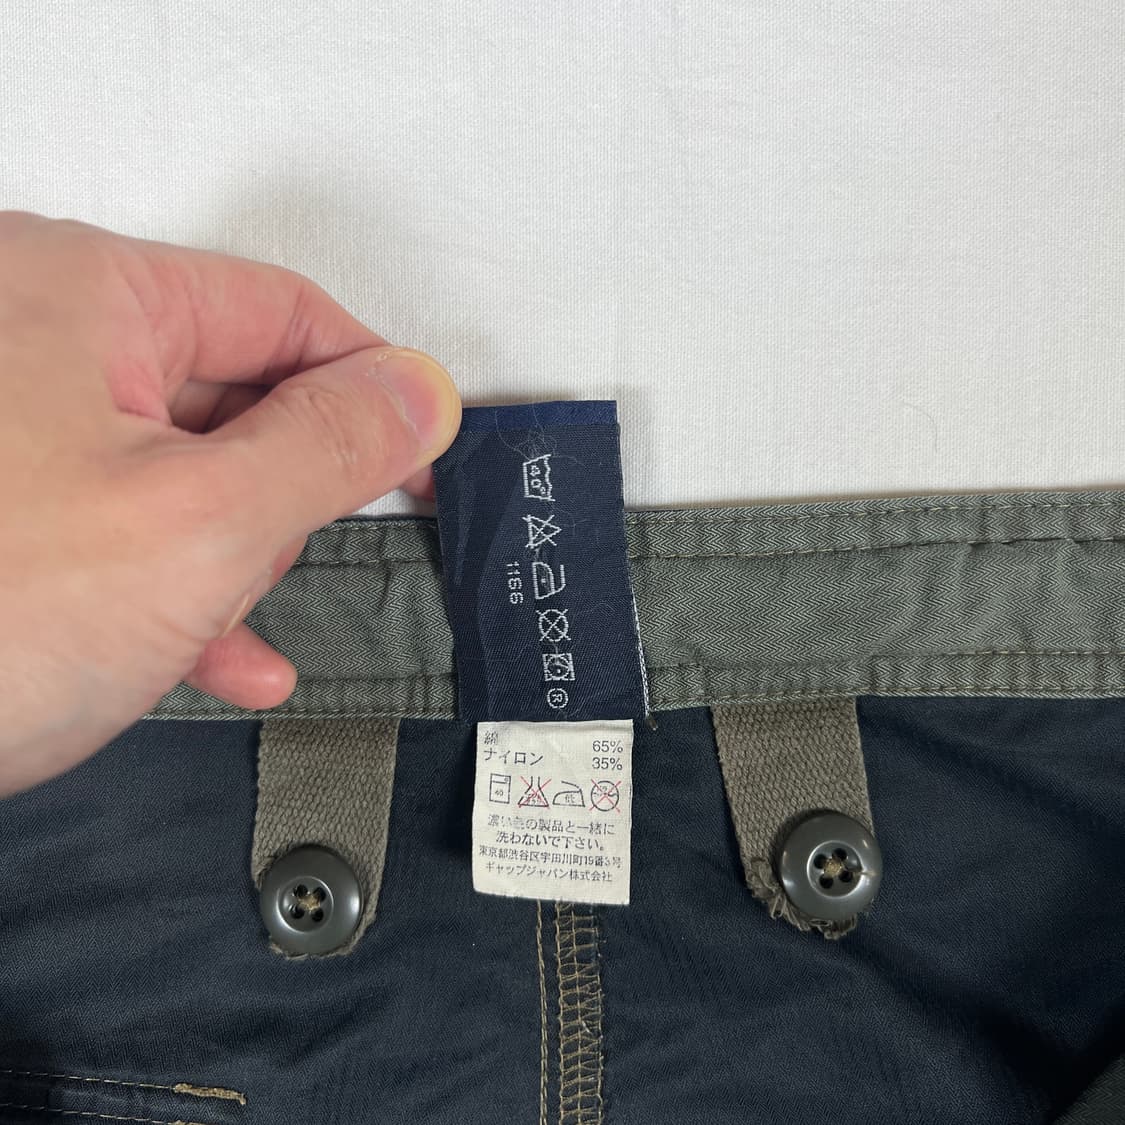 40°
1166
®
綿 65%
ナイロン 35%
40
低
濃い色の製品と一緒に
洗わないで下さい。
東京都渋谷区宇田川町19番3号
ギャップジャパン株式会社